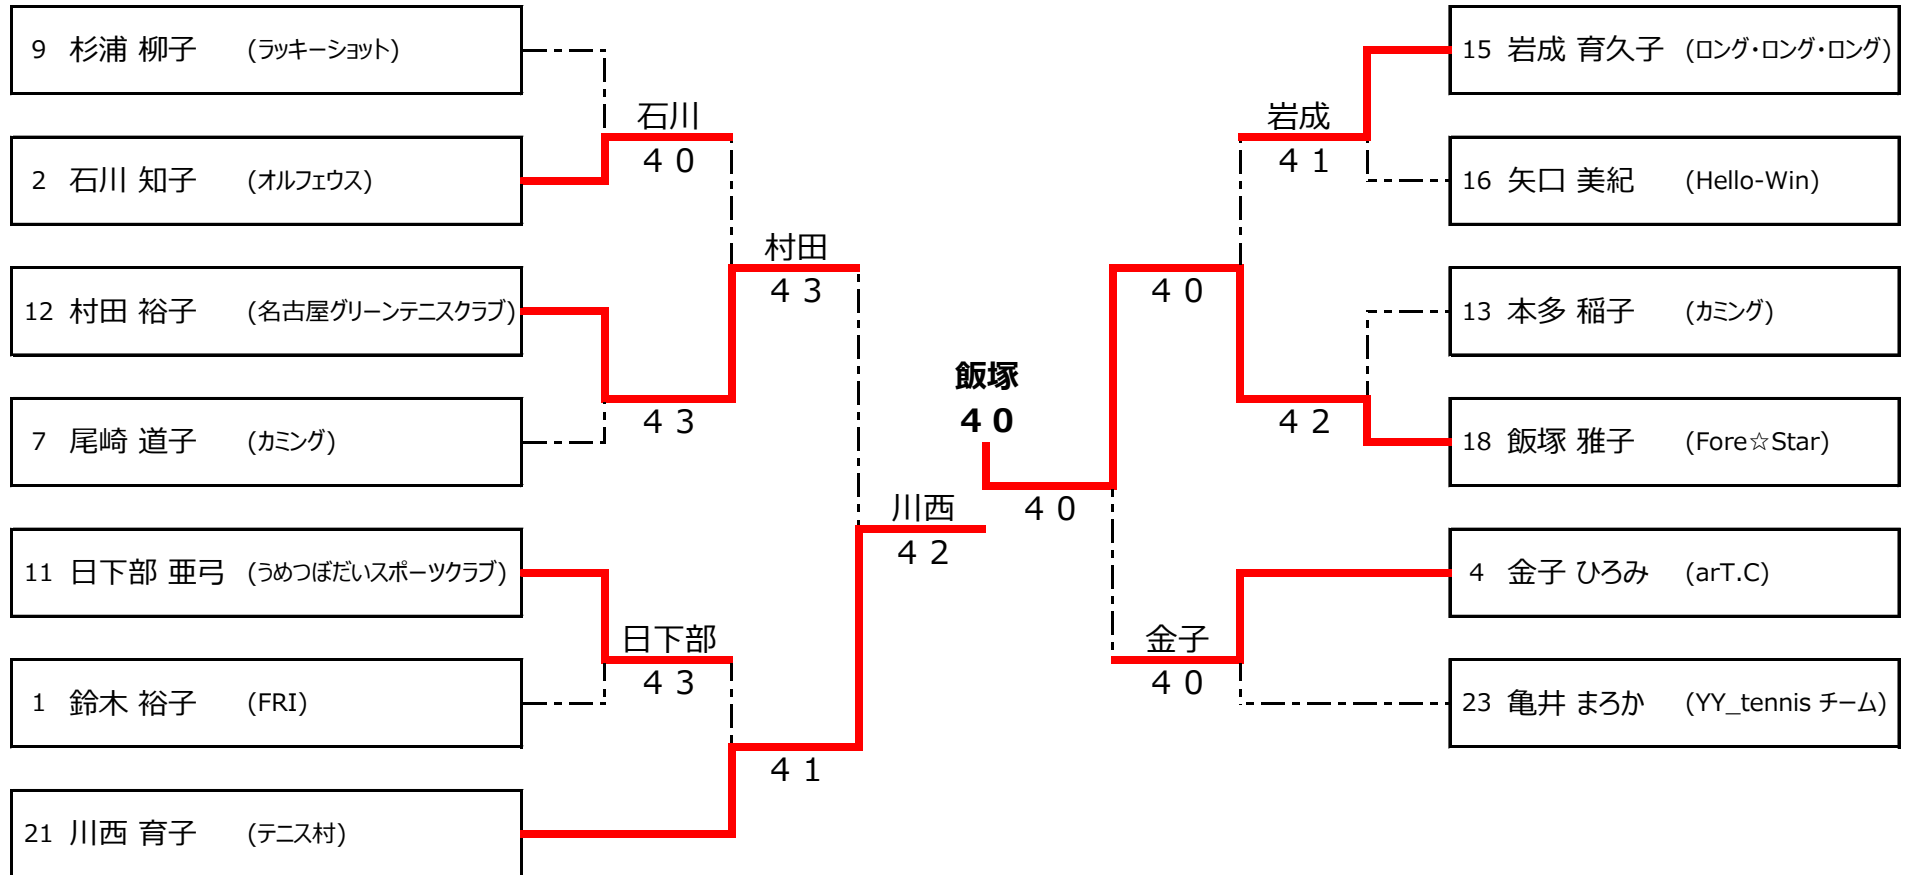 9 杉浦 柳子 (ラッキーショット)
2 石川 知子 (オルフェウス)
12 村田 裕子 (名古屋グリーンテニスクラブ)
7 尾崎 道子 (カミング)
11 日下部 亜弓 (うめつぼだいスポーツクラブ)
1 鈴木 裕子 (FRI)
21 川西 育子 (テニス村)
石川
4 0
4 3
日下部
4 3
村田
4 3
4 1
川西
4 2
飯塚
4 0
4 0
4 0
金子
4 0
岩成
4 1
4 2
15 岩成 育久子 (ロング・ロング・ロング)
16 矢口 美紀 (Hello-Win)
13 本多 稲子 (カミング)
18 飯塚 雅子 (Fore☆Star)
4 金子 ひろみ (arT.C)
23 亀井 まろか (YY_tennis チーム)